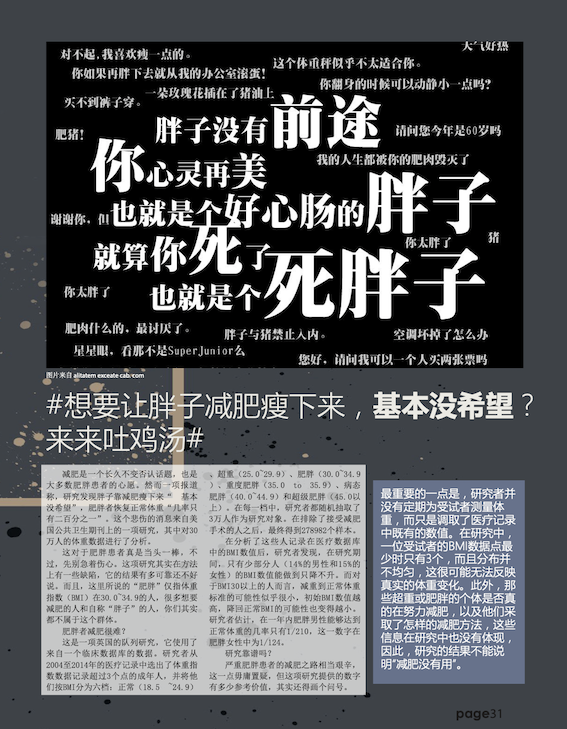 天气好热
对不起,我喜欢瘦一点的。
这个体重秤似乎不太适合你。
你如果再胖下去就从我的办公室滚蛋!
你翻身的时候可以动静小一点吗?
一朵玫瑰花插在了猪油上
买不到裤子穿。
胖子没有前途
肥猪!
请问您今年是60岁吗
我的人生都被你的肥肉毁灭了
你心灵再美
谢谢你,但
也就是个好心肠的胖子
猪
你太胖了
就算你死了
你太胖了
也就是个死胖子
肥肉什么的,最讨厌了。
胖子与猪禁止入内。
空调坏掉了怎么办
星星眼,看那不是SuperJunior么
您好,请问我可以一个人买两张票吗
图片来自 alitatem exceate cab/com
#想要让胖子减肥瘦下来,基本没希望?
来来吐鸡汤#
减肥是一个长久不变否认话题,也是
大多数肥胖患者的心愿。然而一项报道
称,研究发现胖子靠减肥瘦下来“ 基本
没希望”,肥胖者恢复正常体重“几率只
有二百分之一”。这个悲伤的消息来自美
国公共卫生期刊上的一项研究,其中对30
万人的体重数据进行了分析。
这对于肥胖患者真是当头一棒,不
过,先别急着伤心。这项研究其实在方法
上有一些缺陷,它的结果有多可靠还不好
说。而且,这里所说的“肥胖”仅指体重
指数(BMI)在30.0~34.9的人,很多想要
减肥的人和自称“胖子”的人,你们其实
都不属于这个群体。
肥胖者减肥很难?
这是一项英国的队列研究,它使用了
来自一个临床数据库的数据。研究者从
2004至2014年的医疗记录中选出了体重指
数数据记录超过3个点的成年人,并将他
们按BMI分为六档:正常(18.5 ~24.9)
、超重(25.0~29.9)、肥胖(30.0~34.9
)、重度肥胖(35.0 to 35.9)、病态
肥胖(40.0~44.9)和超级肥胖(45.0以
上)。在每一档中,研究者都随机抽取了
3万人作为研究对象。在排除了接受减肥
手术的人之后,最终得到278982个样本。
在分析了这些人记录在医疗数据库
中的BMI数值后,研究者发现,在研究期
间,只有少部分人(14%的男性和15%的
女性)的BMI数值能做到只降不升。而对
于BMI30以上的人而言,减重到正常体重
标准的可能性似乎很小,初始BMI数值越
高,降回正常BMI的可能性也变得越小。
研究者估计,在一年内肥胖男性能够达到
正常体重的几率只有1/210,这一数字在
肥胖女性中为1/124。
研究靠谱吗?
严重肥胖患者的减肥之路相当艰辛,
这一点毋庸置疑,但这项研究提供的数字
有多少参考价值,其实还得画个问号。
最重要的一点是,研究者并
没有定期为受试者测量体
重,而只是调取了医疗记录
中既有的数值。在研究中,
一位受试者的BMI数据点最
少时只有3个,而且分布并
不均匀,这很可能无法反映
真实的体重变化。此外,那
些超重或肥胖的个体是否真
的在努力减肥,以及他们采
取了怎样的减肥方法,这些
信息在研究中也没有体现,
因此,研究的结果不能说
明“减肥没有用”。
page31